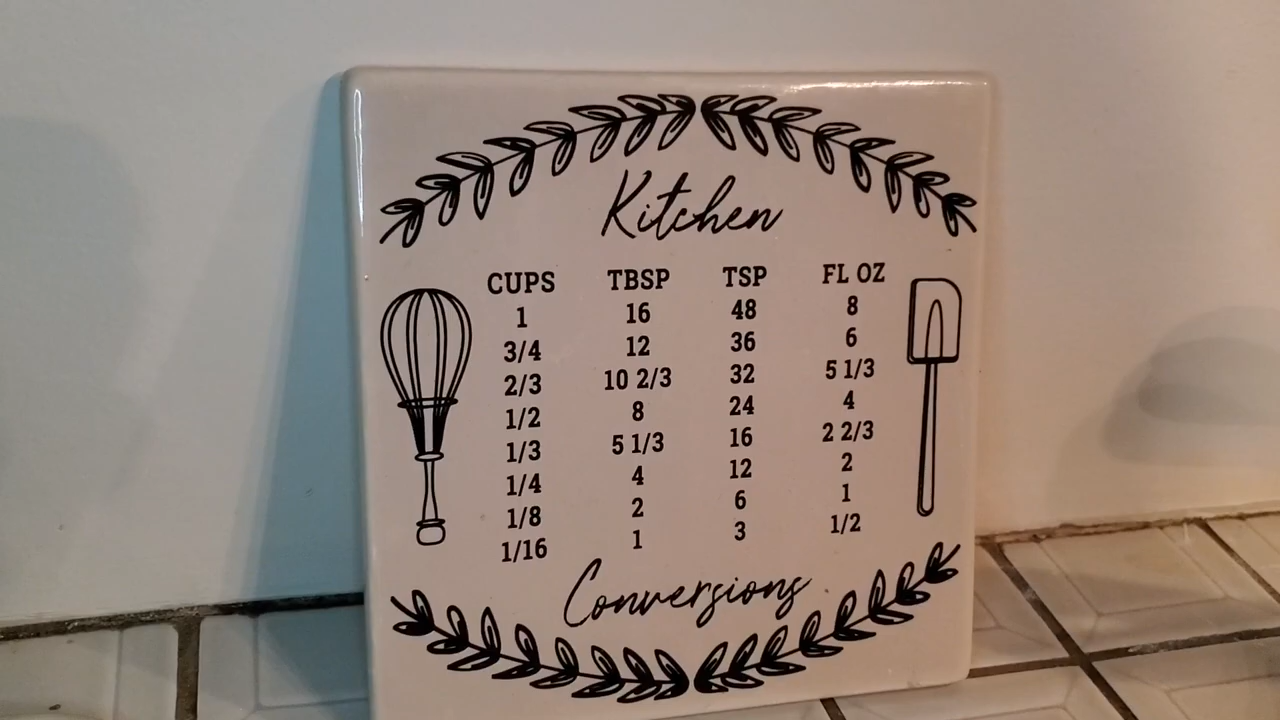 Kitchen
CUPS TBSP TSP FL OZ
1 16 48 8
3/4 12 36 6
2/3 10 2/3 32 5 1/3
1/2 8 24 4
1/3 5 1/3 16 2 2/3
1/4 4 12 2
1/8 2 6 1
1/16 1 3 1/2
Conversions